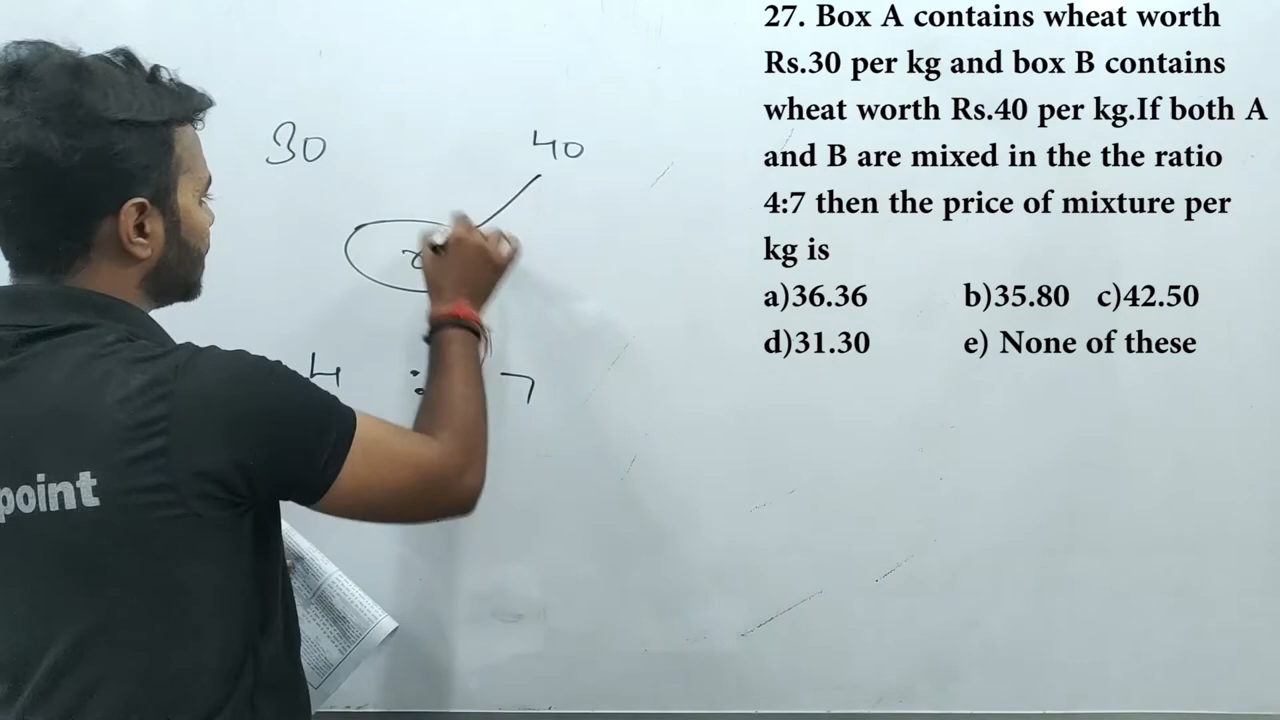 27. Box A contains wheat worth
Rs.30 per kg and box B contains
wheat worth Rs.40 per kg.If both A
and B are mixed in the the ratio
4:7 then the price of mixture per
kg is
a)36.36 b)35.80 c)42.50
d)31.30 e) None of these
30 40
x
4 : 7
point